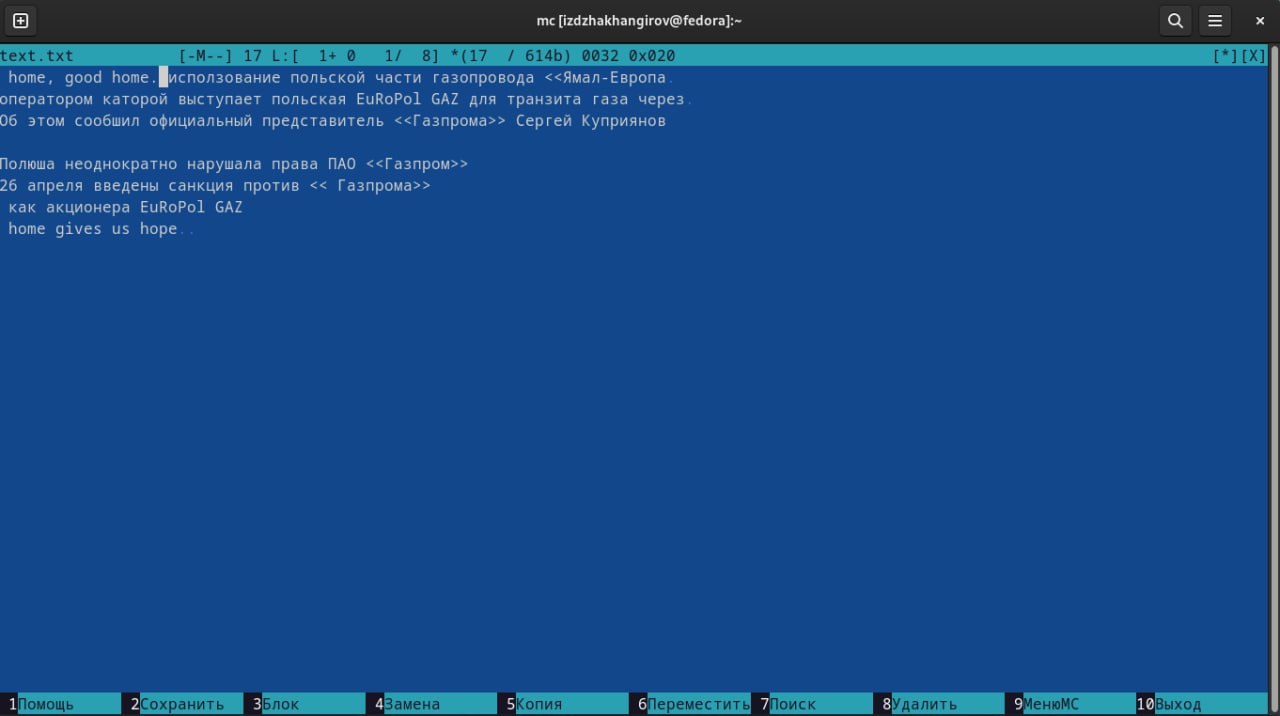 mc [izdzhakhangirov@fedora]:~
text.txt [-M--] 17 L:[ 1+ 0 1/ 8] *(17 / 614b) 0032 0x020 [*][X]
home, good home. исползование польской части газопровода <<Ямал-Европа.
оператором каторой выступает польская EuRoPol GAZ для транзита газа через.
Об этом сообшил официальный представитель <<Газпрома>> Сергей Куприянов
Полюша неоднократно нарушала права ПАО <<Газпром>>
26 апреля введены санкция против << Газпрома>>
как акционера EuRoPol GAZ
home gives us hope..
1Помощь 2Сохранить 3Блок 4Замена 5Копия 6Переместить 7Поиск 8Удалить 9МенюМС 10Выход